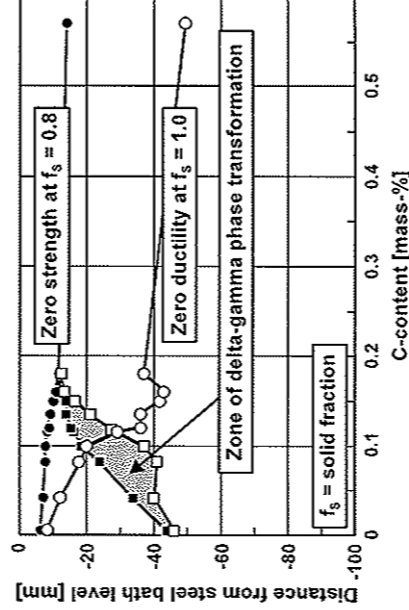 Distance from steel bath level [mm]
0
-20
-40
-60
-80
-100
Zero strength at fs = 0.8
Zero ductility at fs = 1.0
Zone of delta-gamma phase transformation
fs = solid fraction
0
0.1
0.2
0.3
0.4
0.5
C-content [mass-%]